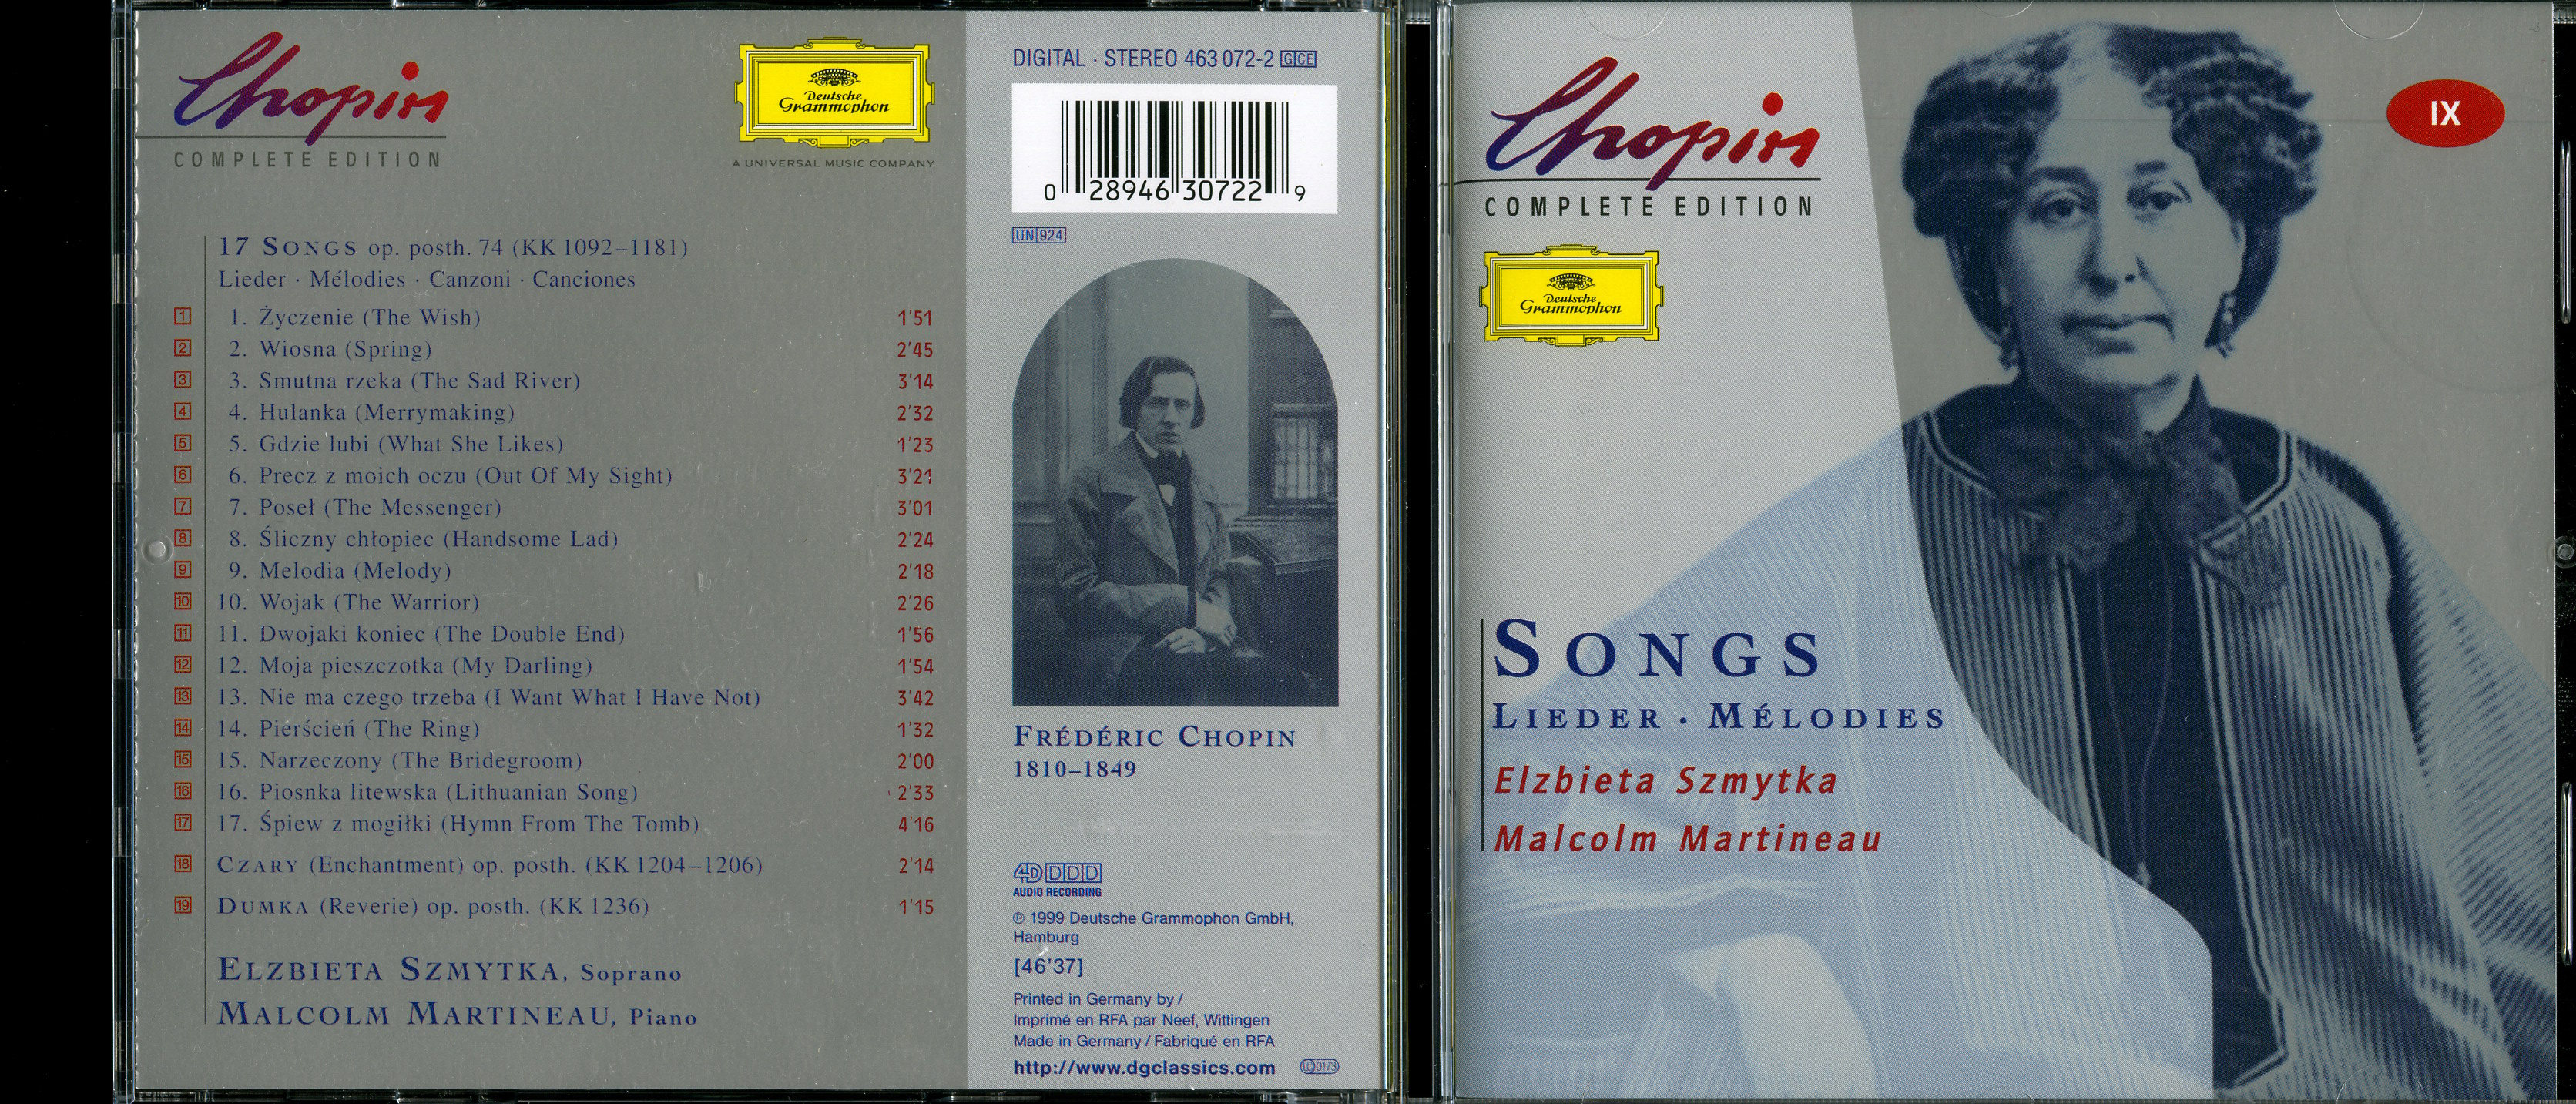 Chopin
COMPLETE EDITION
Deutsche
Grammophon
A UNIVERSAL MUSIC COMPANY
17 SONGS op. posth. 74 (KK 1092–1181)
Lieder · Mélodies · Canzoni · Canciones
1 1. Życzenie (The Wish) 1'51
2 2. Wiosna (Spring) 2'45
3 3. Smutna rzeka (The Sad River) 3'14
4 4. Hulanka (Merrymaking) 2'32
5 5. Gdzie lubi (What She Likes) 1'23
6 6. Precz z moich oczu (Out Of My Sight) 3'21
7 7. Poseł (The Messenger) 3'01
8 8. Śliczny chłopiec (Handsome Lad) 2'24
9 9. Melodia (Melody) 2'18
10 10. Wojak (The Warrior) 2'26
11 11. Dwojaki koniec (The Double End) 1'56
12 12. Moja pieszczotka (My Darling) 1'54
13 13. Nie ma czego trzeba (I Want What I Have Not) 3'42
14 14. Pierścień (The Ring) 1'32
15 15. Narzeczony (The Bridegroom) 2'00
16 16. Piosnka litewska (Lithuanian Song) 2'33
17 17. Śpiew z mogiłki (Hymn From The Tomb) 4'16
18 CZARY (Enchantment) op. posth. (KK 1204–1206) 2'14
19 DUMKA (Reverie) op. posth. (KK 1236) 1'15
ELZBIETA SZMYTKA, Soprano
MALCOLM MARTINEAU, Piano
DIGITAL · STEREO 463 072-2 GCE
0 28946 30722 9
UN 924
FRÉDÉRIC CHOPIN
1810–1849
4D DDD
AUDIO RECORDING
℗ 1999 Deutsche Grammophon GmbH,
Hamburg
[46'37]
Printed in Germany by /
Imprimé en RFA par Neef, Wittingen
Made in Germany / Fabriqué en RFA
http://www.dgclassics.com LC 0173
Chopin
COMPLETE EDITION
Deutsche
Grammophon
IX
SONGS
LIEDER · MÉLODIES
Elzbieta Szmytka
Malcolm Martineau